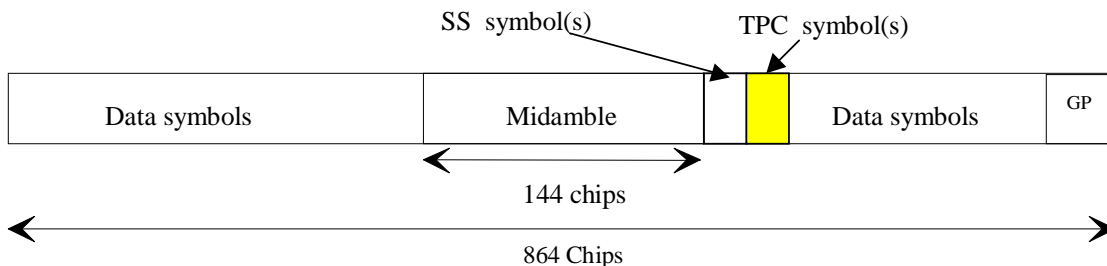 SS symbol(s)
TPC symbol(s)
Data symbols
Midamble
Data symbols
GP
144 chips
864 Chips